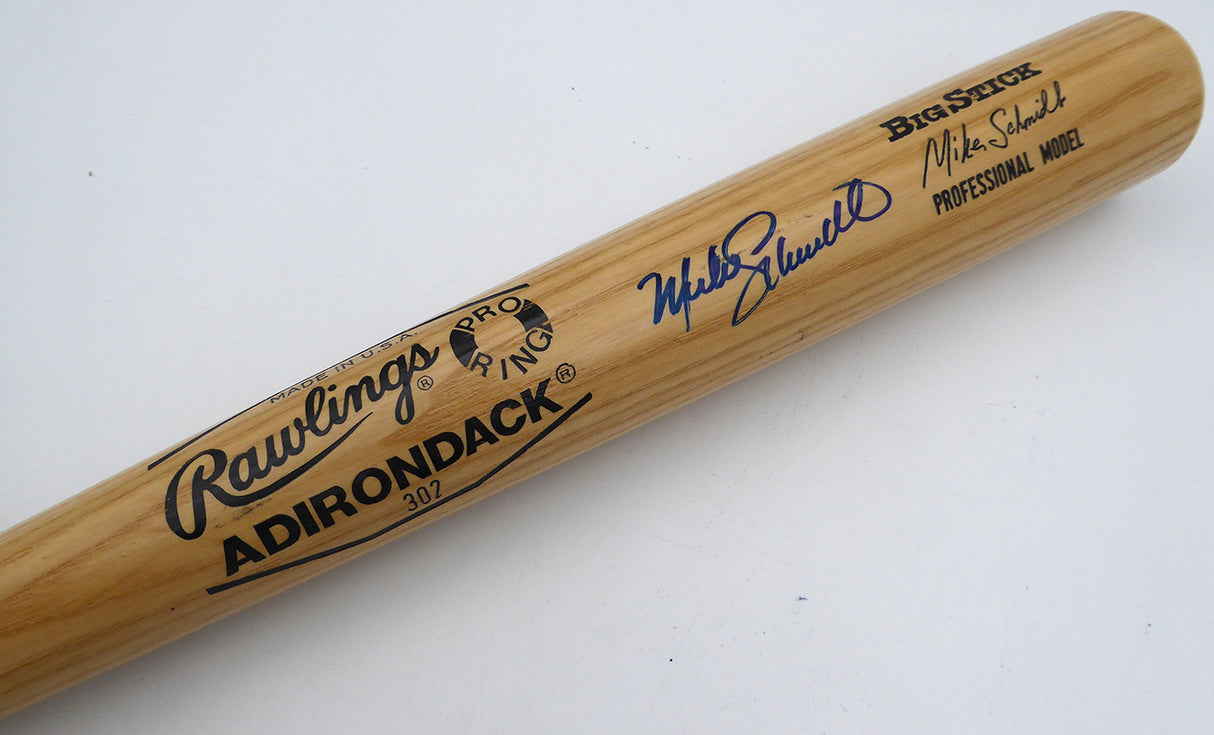 MADE IN U.S.A.
Rawlings®
PRO
RING
ADIRONDACK®
302
Mike Schmidt
BIG STICK
Mike Schmidt
PROFESSIONAL MODEL